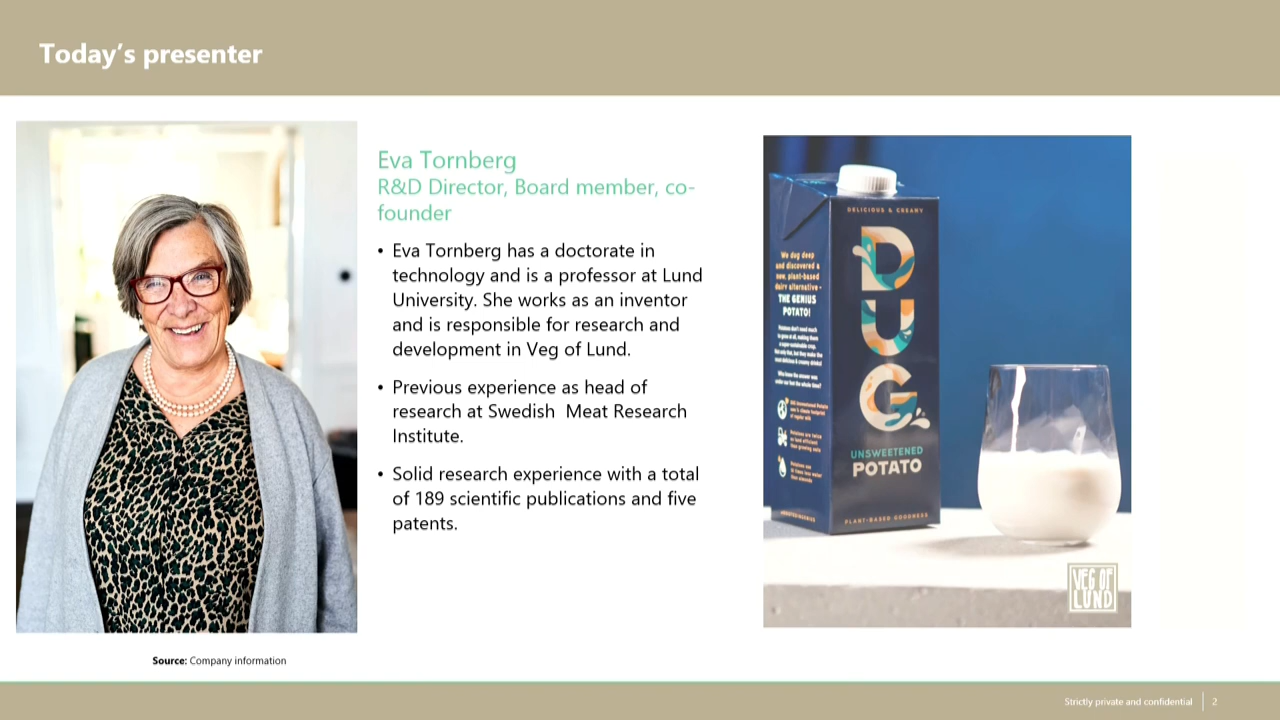 Today's presenter
Eva Tornberg
R&D Director, Board member, co-
founder
• Eva Tornberg has a doctorate in
technology and is a professor at Lund
University. She works as an inventor
and is responsible for research and
development in Veg of Lund.
• Previous experience as head of
research at Swedish  Meat Research
Institute.
• Solid research experience with a total
of 189 scientific publications and five
patents.
DELICIOUS & CREAMY
We dug deep
and discovered a
new, plant-based
dairy alternative -
THE GENIUS
POTATO!
DUG
UNSWEETENED
POTATO
PLANT-BASED GOODNESS
VEG OF
LUND
Source: Company information
Strictly private and confidential
2